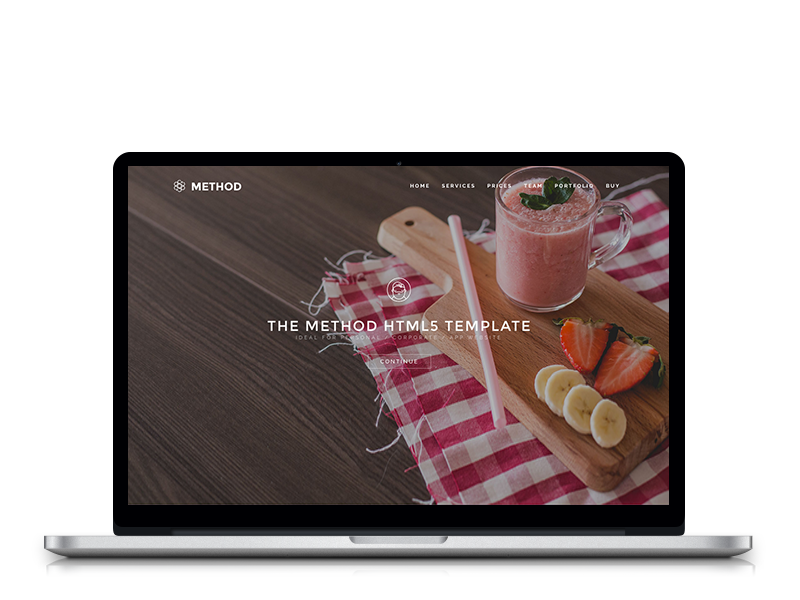 METHOD
HOME SERVICES PRICES TEAM PORTFOLIO BUY
THE METHOD HTML5 TEMPLATE
IDEAL FOR PERSONAL / CORPORATE / APP WEBSITE
CONTINUE